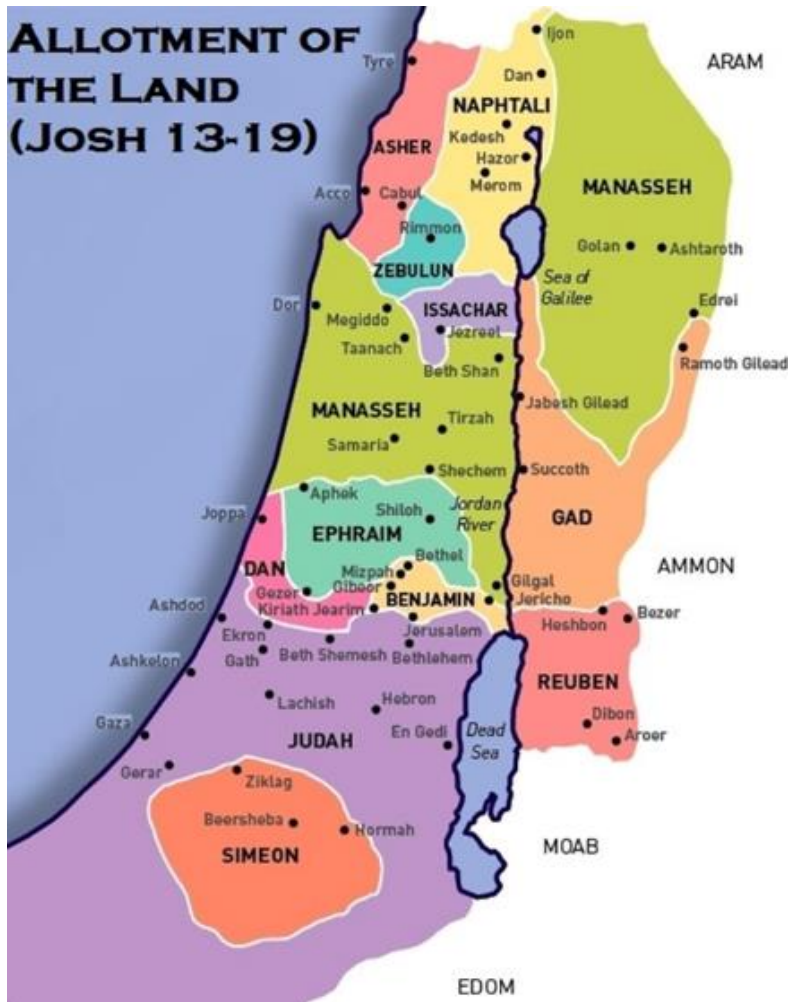 ALLOTMENT OF
THE LAND
(JOSH 13-19)
Ijon
Tyre
ARAM
Dan
NAPHTALI
Kedesh
ASHER
Hazor
Merom
MANASSEH
Acco
Cabul
Rimmon
Golan
Ashtaroth
ZEBULUN
Sea of
Galilee
Dor
Megiddo
ISSACHAR
Edrei
Jezreel
Taanach
Ramoth Gilead
Beth Shan
MANASSEH
Jabesh Gilead
Tirzah
Samaria
Shechem
Succoth
Aphek
Joppa
Shiloh
Jordan
River
GAD
EPHRAIM
Bethel
DAN
Mizpah
AMMON
Gibeor
Gilgal
Gezer
BENJAMIN
Jericho
Ashdod
Kiriath Jearim
Heshbon
Bezer
Ekron
Jerusalem
Gath
Beth Shemesh
Bethlehem
Ashkelon
REUBEN
Lachish
Hebron
Dibon
Gaza
JUDAH
En Gedi
Dead
Sea
Aroer
Gerar
Ziklag
Beersheba
Hormah
SIMEON
MOAB
EDOM